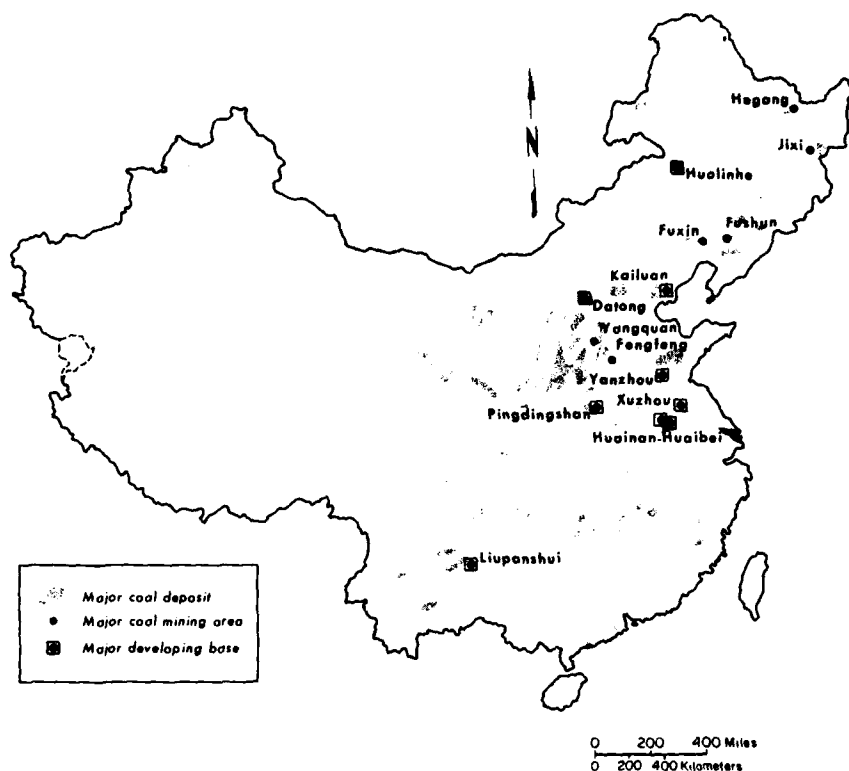 Hegang
Jixi
N
Huolinhe
Fushun
Fuxin
Kailuan
Datong
Yangquan
Fengfeng
Yanzhou
Xuzhou
Pingdingshan
Huainan-Huaibei
Liupanshui
Major coal deposit
Major coal mining area
Major developing base
0 200 400 Miles
0 200 400 Kilometers